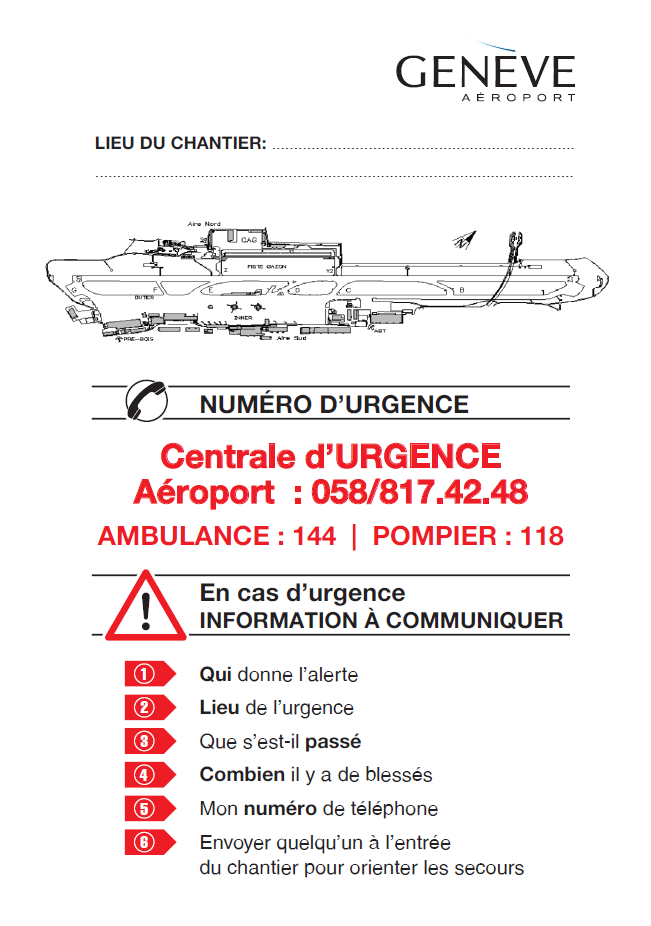 GENÈVE
AÉROPORT
LIEU DU CHANTIER: ......................................................................
................................................................................................................
Aire Nord
CAG
PISTE GAZON
Z
Y2
G
F
E
D
C
B
OUTER
INNER
Aire Sud
PRE-BOIS
ABT
NUMÉRO D’URGENCE
Centrale d’URGENCE
Aéroport : 058/817.42.48
AMBULANCE : 144 | POMPIER : 118
En cas d’urgence
INFORMATION À COMMUNIQUER
1 Qui donne l’alerte
2 Lieu de l’urgence
3 Que s’est-il passé
4 Combien il y a de blessés
5 Mon numéro de téléphone
6 Envoyer quelqu’un à l’entrée
du chantier pour orienter les secours